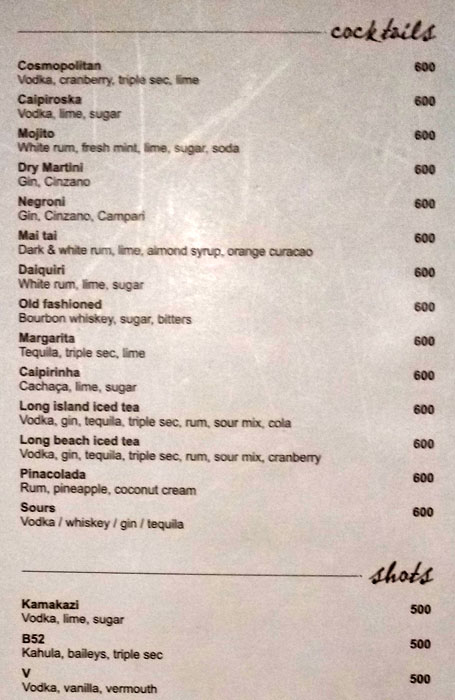 cocktails
Cosmopolitan 600
Vodka, cranberry, triple sec, lime
Caipiroska 600
Vodka, lime, sugar
Mojito 600
White rum, fresh mint, lime, sugar, soda
Dry Martini 600
Gin, Cinzano
Negroni 600
Gin, Cinzano, Campari
Mai tai 600
Dark & white rum, lime, almond syrup, orange curacao
Daiquiri 600
White rum, lime, sugar
Old fashioned 600
Bourbon whiskey, sugar, bitters
Margarita 600
Tequila, triple sec, lime
Caipirinha 600
Cachaça, lime, sugar
Long island iced tea 600
Vodka, gin, tequila, triple sec, rum, sour mix, cola
Long beach iced tea 600
Vodka, gin, tequila, triple sec, rum, sour mix, cranberry
Pinacolada 600
Rum, pineapple, coconut cream
Sours 600
Vodka / whiskey / gin / tequila
shots
Kamakazi 500
Vodka, lime, sugar
B52 500
Kahula, baileys, triple sec
V 500
Vodka, vanilla, vermouth